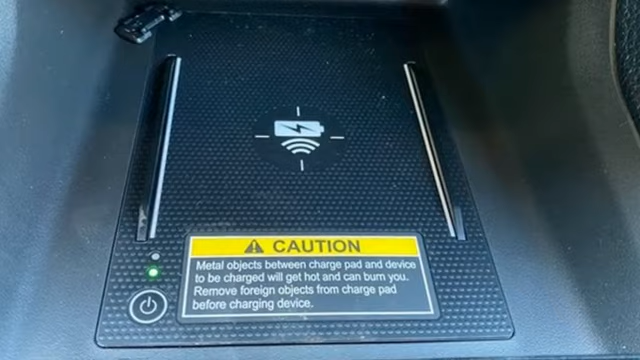 CAUTION
Metal objects between charge pad and device
to be charged will get hot and can burn you.
Remove foreign objects from charge pad
before charging device.